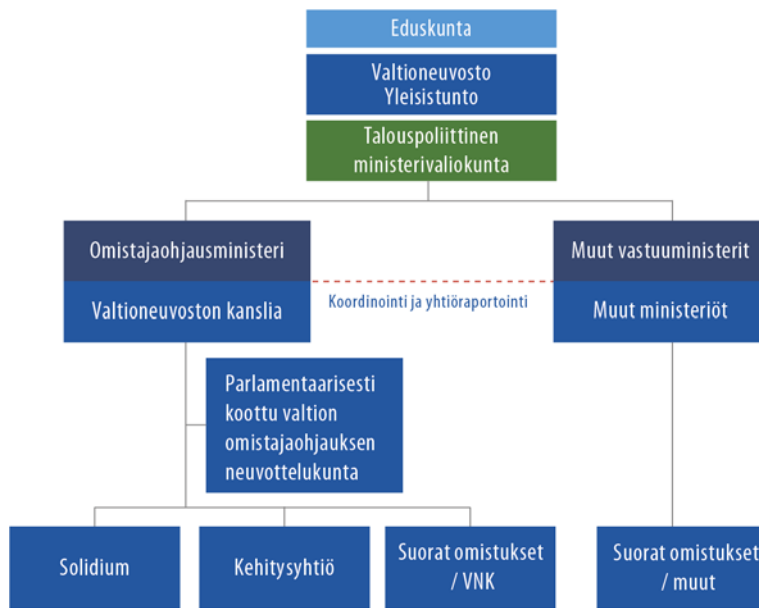 Eduskunta
Valtioneuvosto
Yleisistunto
Talouspoliittinen
ministerivaliokunta
Omistajaohjausministeri
Muut vastuuministerit
Koordinointi ja yhtiöraportointi
Valtioneuvoston kanslia
Muut ministeriöt
Parlamentaarisesti
koottu valtion
omistajaohjauksen
neuvottelukunta
Solidium
Kehitysyhtiö
Suorat omistukset
/ VNK
Suorat omistukset
/ muut